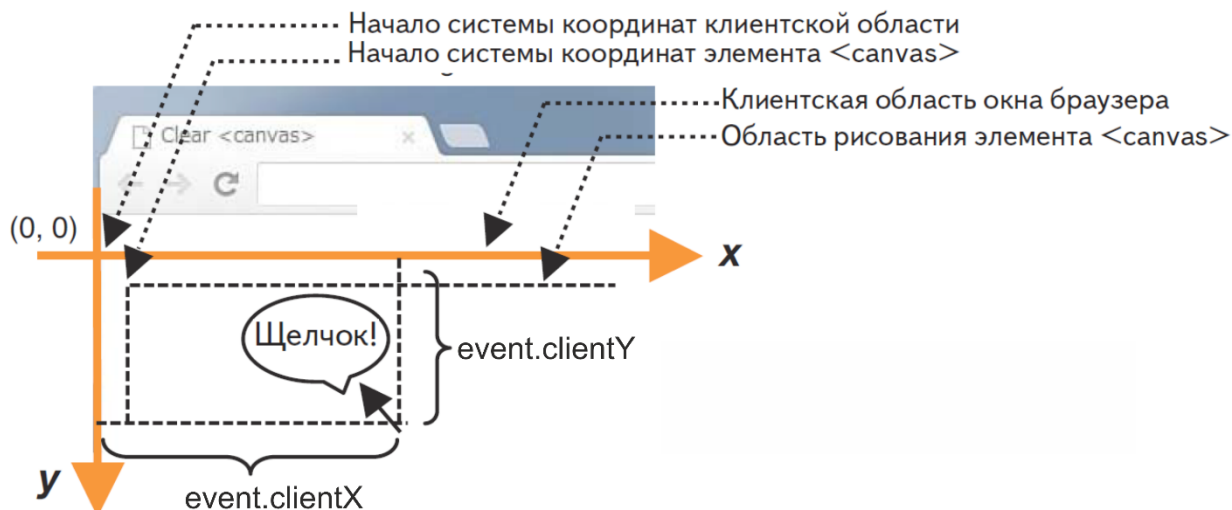 Начало системы координат клиентской области
Начало системы координат элемента <canvas>
Клиентская область окна браузера
Clear <canvas>
Область рисования элемента <canvas>
(0, 0)
x
Щелчок!
event.clientY
y
event.clientX